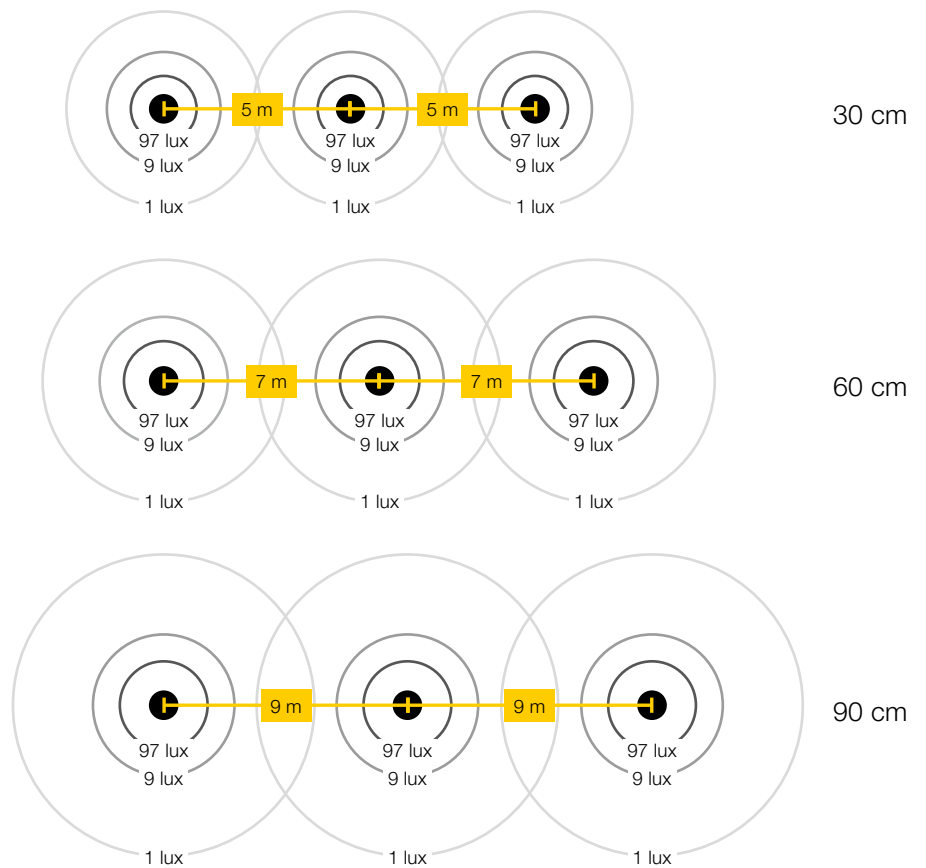 5 m 5 m
30 cm
97 lux 97 lux 97 lux
9 lux 9 lux 9 lux
1 lux 1 lux 1 lux
7 m 7 m
60 cm
97 lux 97 lux 97 lux
9 lux 9 lux 9 lux
1 lux 1 lux 1 lux
9 m 9 m
90 cm
97 lux 97 lux 97 lux
9 lux 9 lux 9 lux
1 lux 1 lux 1 lux